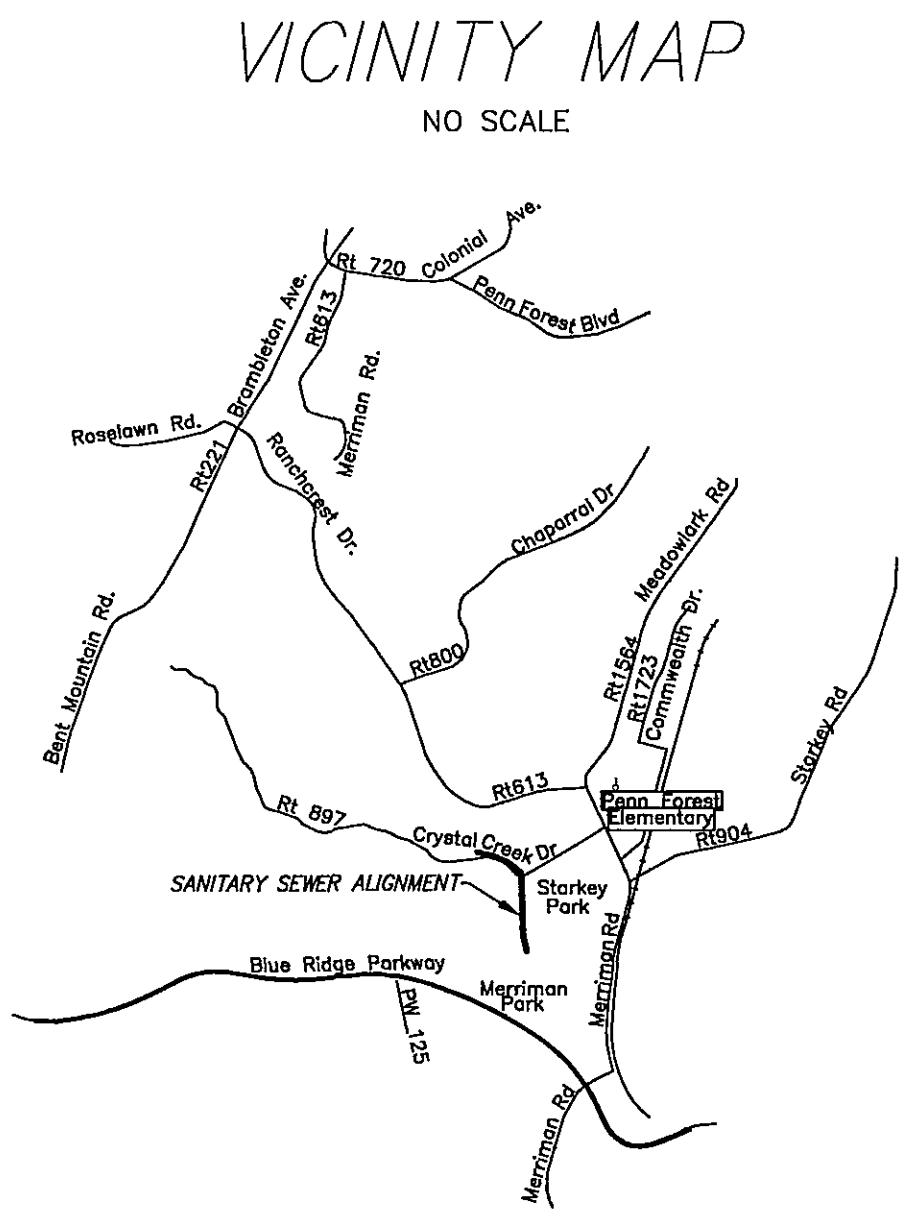 VICINITY MAP
NO SCALE
Rt 720
Colonial Ave.
Penn Forest Blvd
Brambleton Ave.
Rt613
Merriman Rd.
Roselawn Rd.
Rt221
Ranchcrest Dr.
Chaparral Dr
Meadowlark Rd
Bent Mountain Rd.
Rt800
Rt1564
Rt1723
Commwealth Dr.
Starkey Rd
Rt613
Rt 897
Penn Forest
Elementary
Rt904
Crystal Creek Dr
SANITARY SEWER ALIGNMENT
Starkey
Park
Merriman Rd
Blue Ridge Parkway
Merriman
Park
PW 125
Merriman Rd